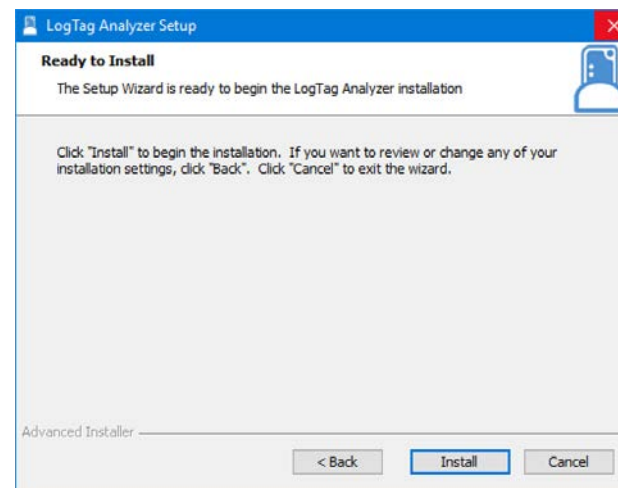 LogTag Analyzer Setup
Ready to Install
The Setup Wizard is ready to begin the LogTag Analyzer installation
Click "Install" to begin the installation. If you want to review or change any of your
installation settings, click "Back". Click "Cancel" to exit the wizard.
Advanced Installer
< Back Install Cancel